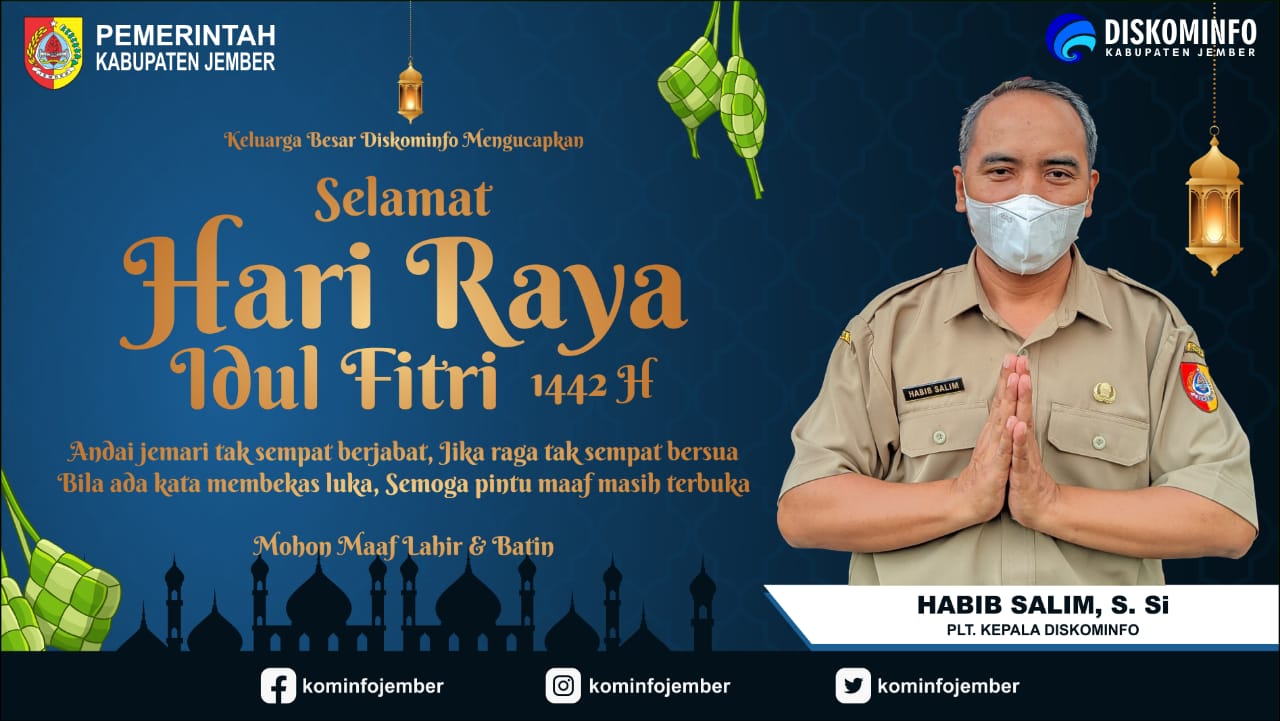 PEMERINTAH
KABUPATEN JEMBER
DISKOMINFO
KABUPATEN JEMBER
Keluarga Besar Diskominfo Mengucapkan
Selamat
Hari Raya
Idul Fitri 1442 H
Andai jemari tak sempat berjabat, Jika raga tak sempat bersua
Bila ada kata membekas luka, Semoga pintu maaf masih terbuka
Mohon Maaf Lahir & Batin
HABIB SALIM
HABIB SALIM, S. Si
PLT. KEPALA DISKOMINFO
kominfojember
kominfojember
kominfojember